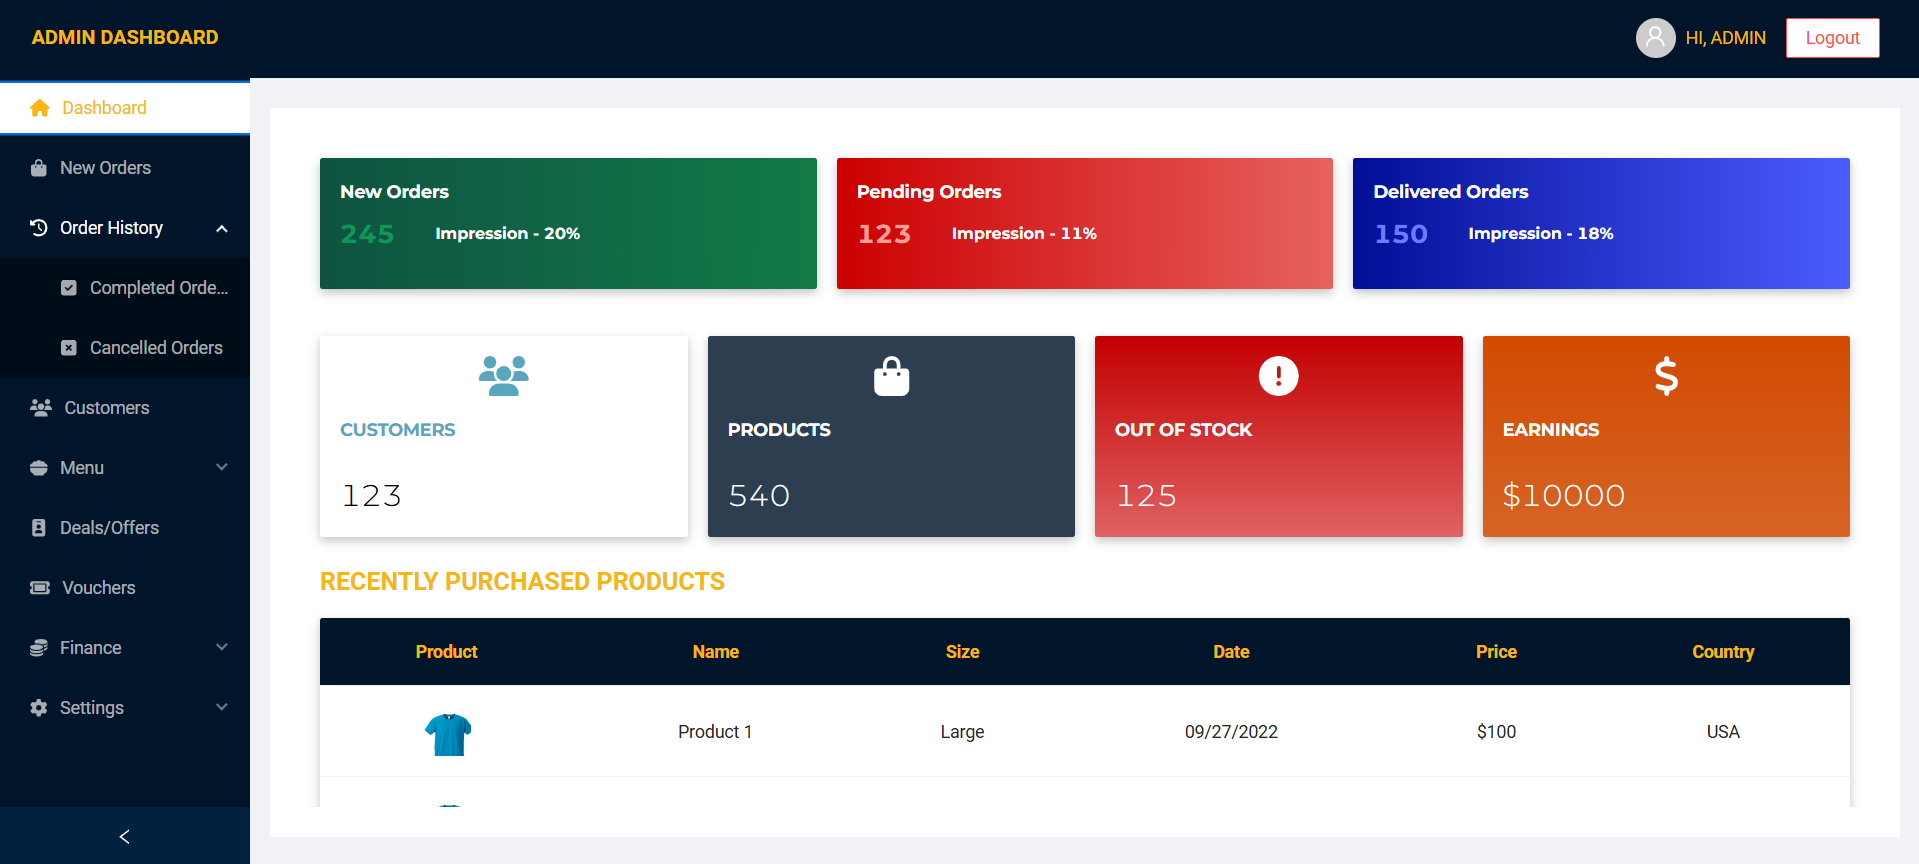 ADMIN DASHBOARD
HI, ADMIN
Logout
Dashboard
New Orders
Order History
Completed Orde...
Cancelled Orders
Customers
Menu
Deals/Offers
Vouchers
Finance
Settings
New Orders
245 Impression - 20%
Pending Orders
123 Impression - 11%
Delivered Orders
150 Impression - 18%
CUSTOMERS
123
PRODUCTS
540
OUT OF STOCK
125
EARNINGS
$10000
RECENTLY PURCHASED PRODUCTS
Product Name Size Date Price Country
Product 1 Large 09/27/2022 $100 USA